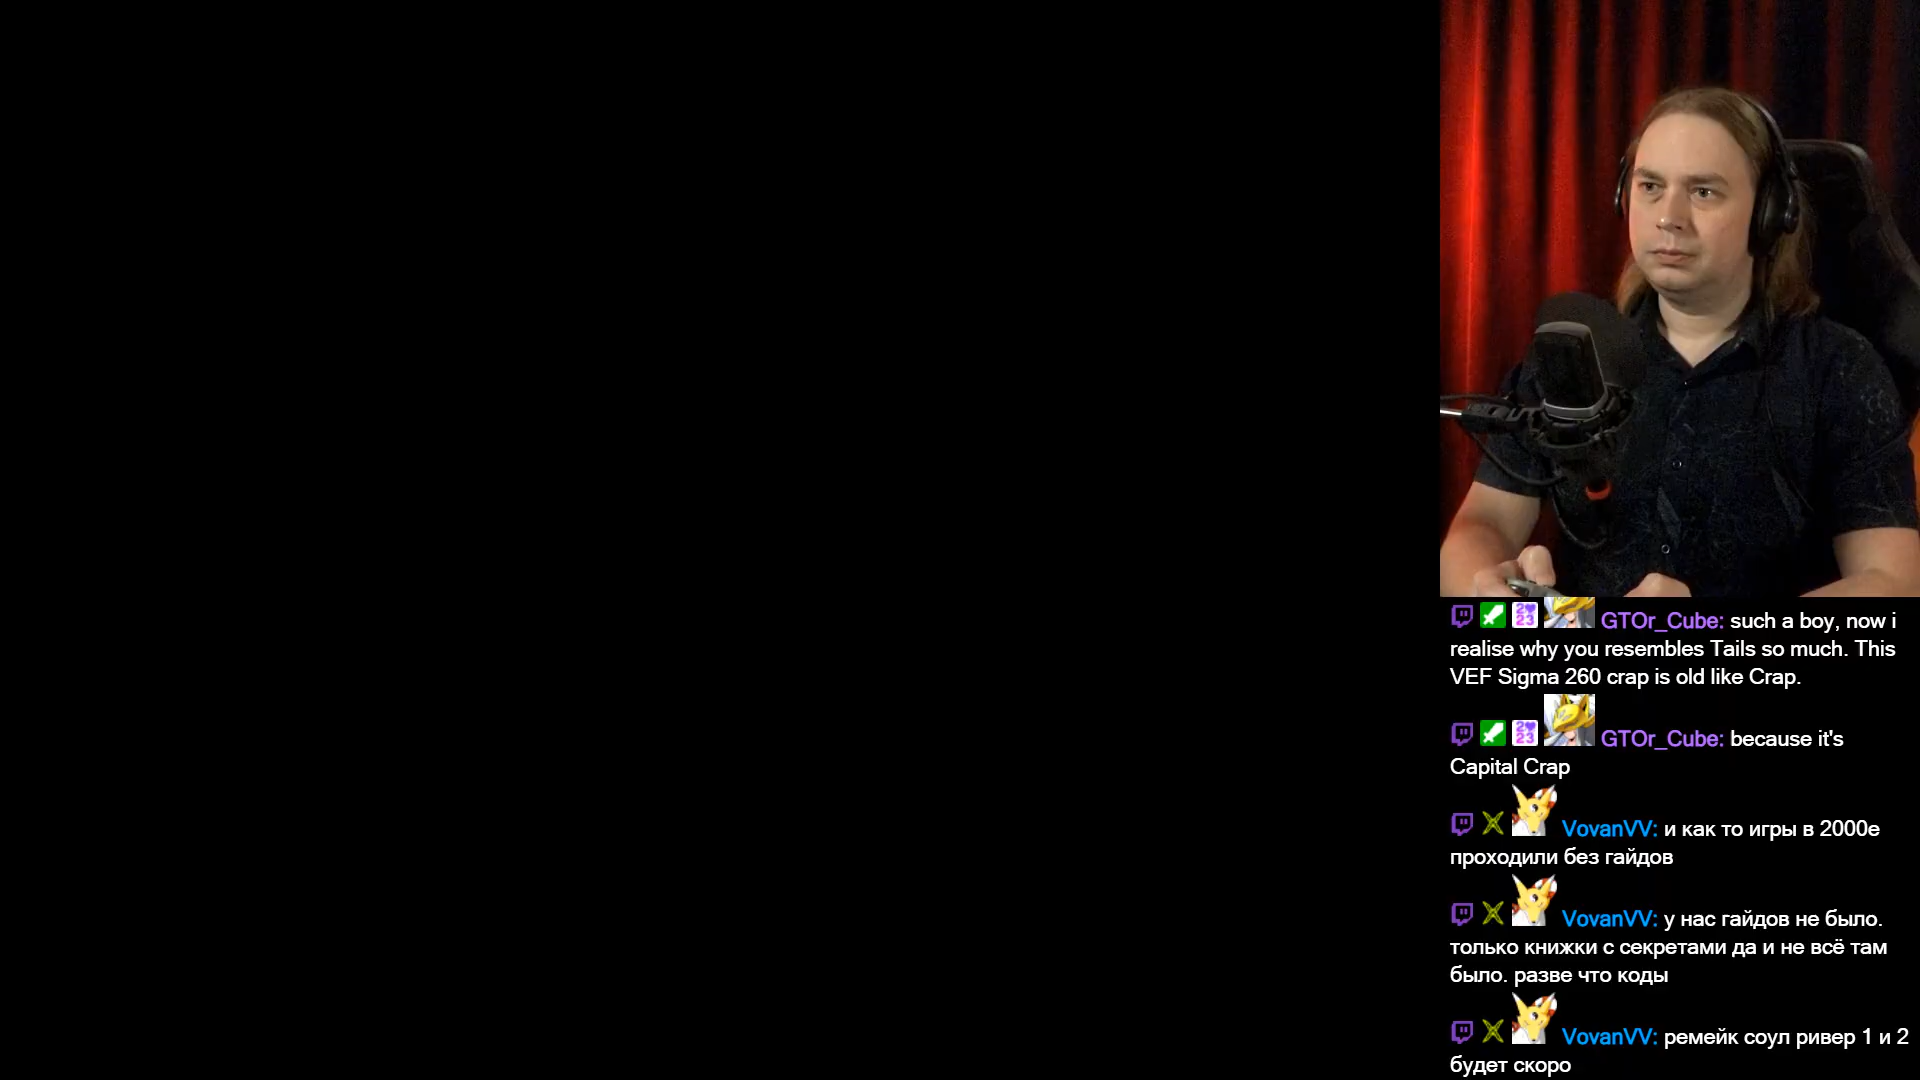 GTOr_Cube: such a boy, now i
realise why you resembles Tails so much. This
VEF Sigma 260 crap is old like Crap.
GTOr_Cube: because it's
Capital Crap
VovanVV: и как то игры в 2000е
проходили без гайдов
VovanVV: у нас гайдов не было.
только книжки с секретами да и не всё там
было. разве что коды
VovanVV: ремейк соул ривер 1 и 2
будет скоро